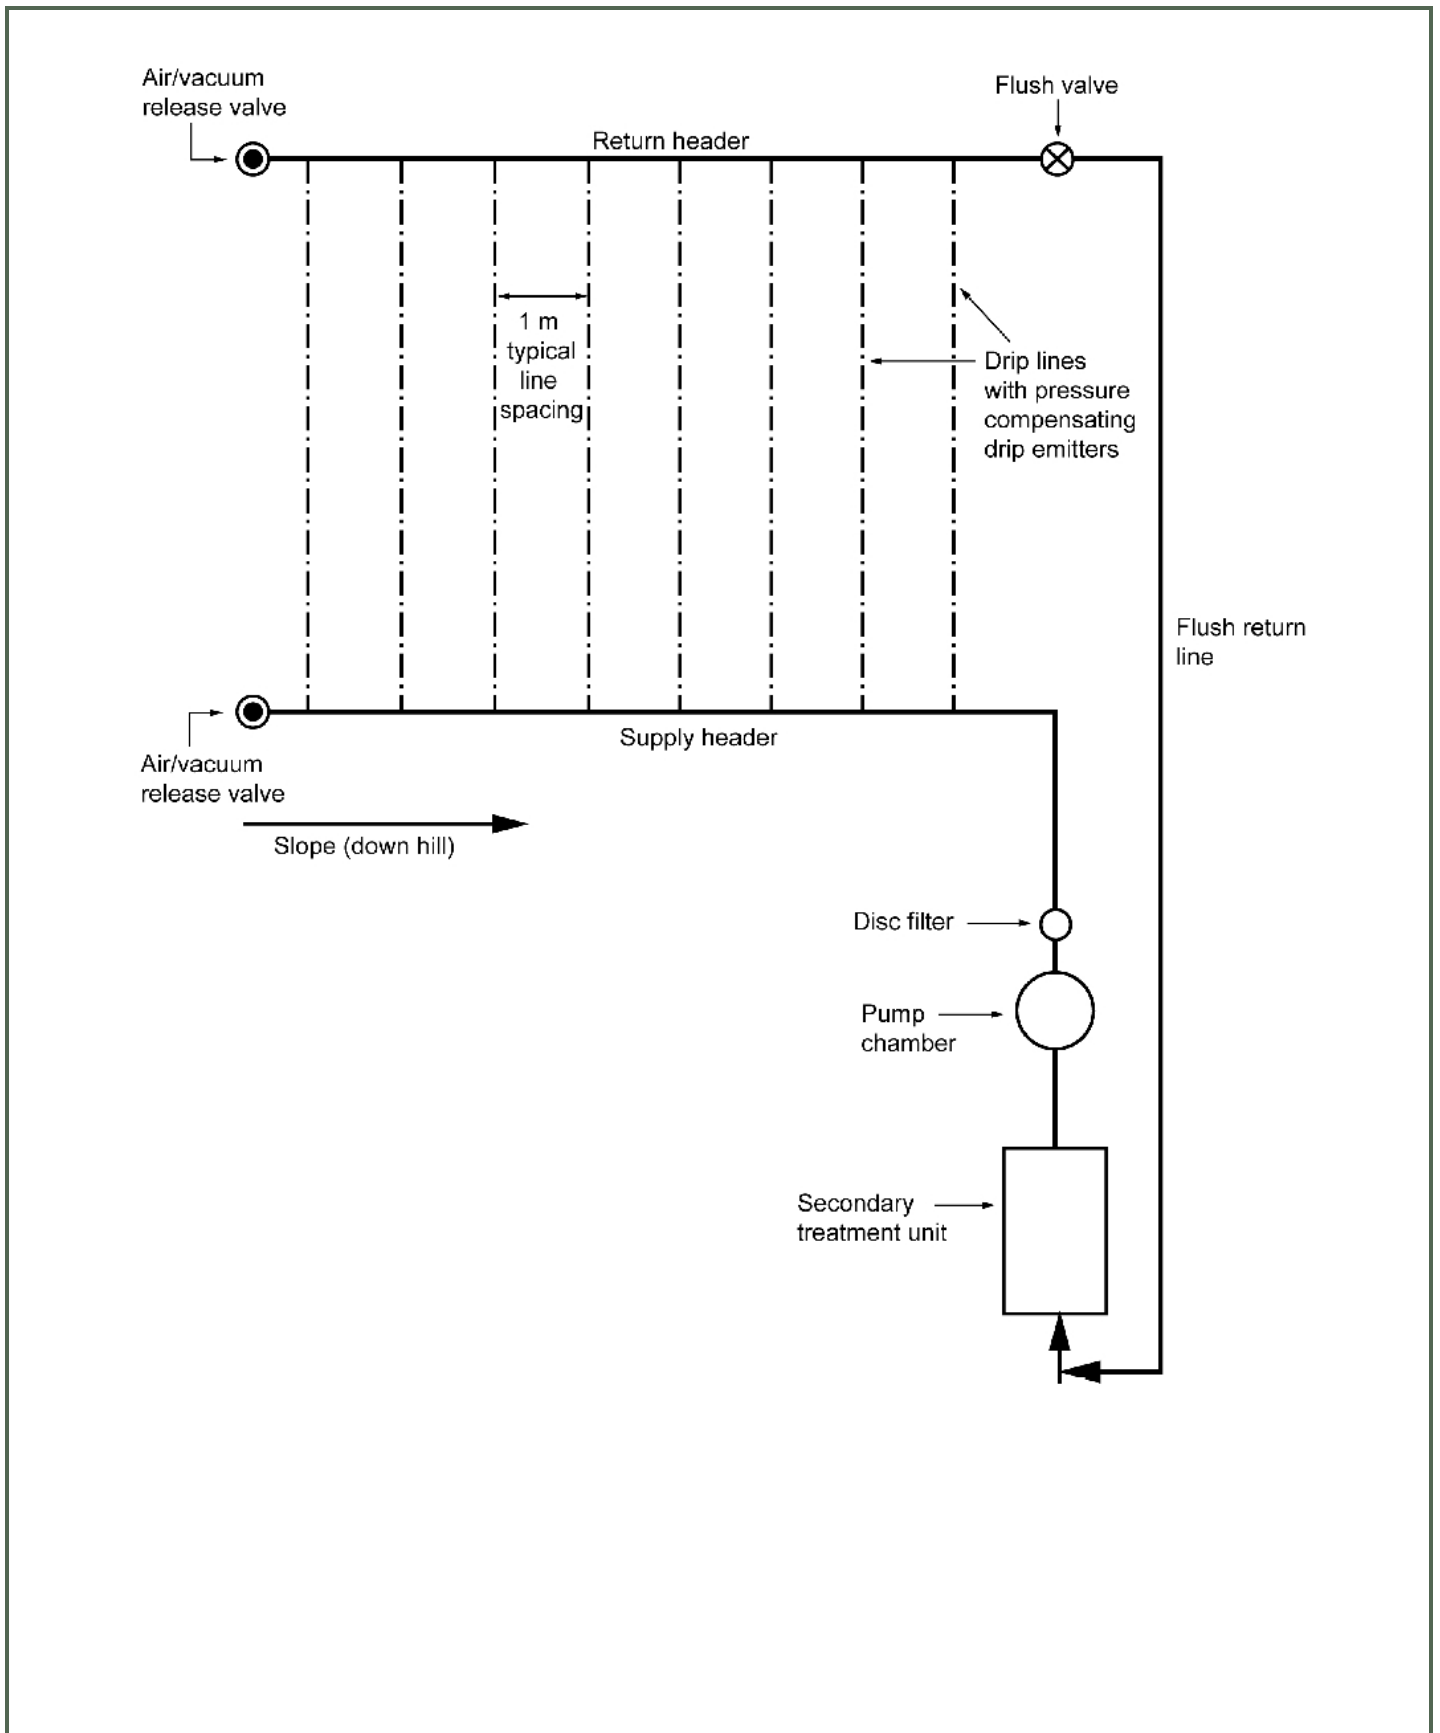 Air/vacuum
release valve
Flush valve
Return header
1 m
typical
line
spacing
Drip lines
with pressure
compensating
drip emitters
Flush return
line
Supply header
Air/vacuum
release valve
Slope (down hill)
Disc filter
Pump
chamber
Secondary
treatment unit